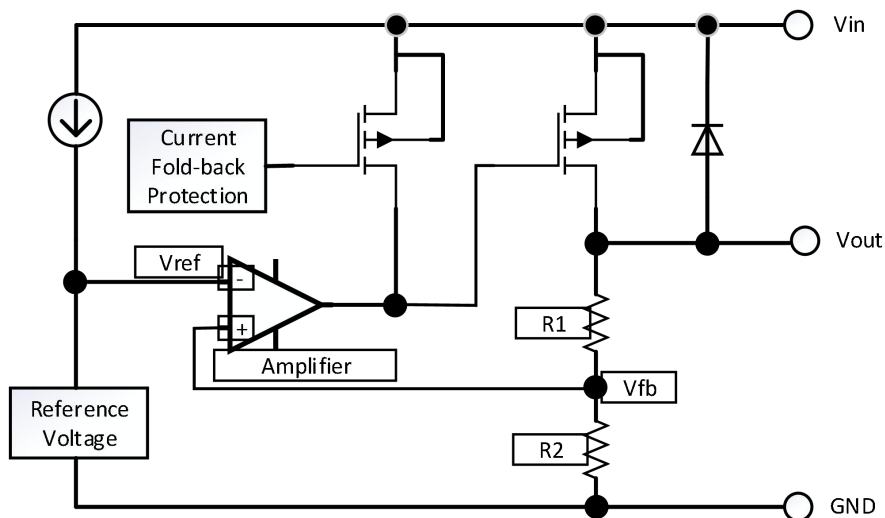 Vin
Current
Fold-back
Protection
Vref
-
+
Amplifier
Vout
R1
Vfb
Reference
Voltage
R2
GND